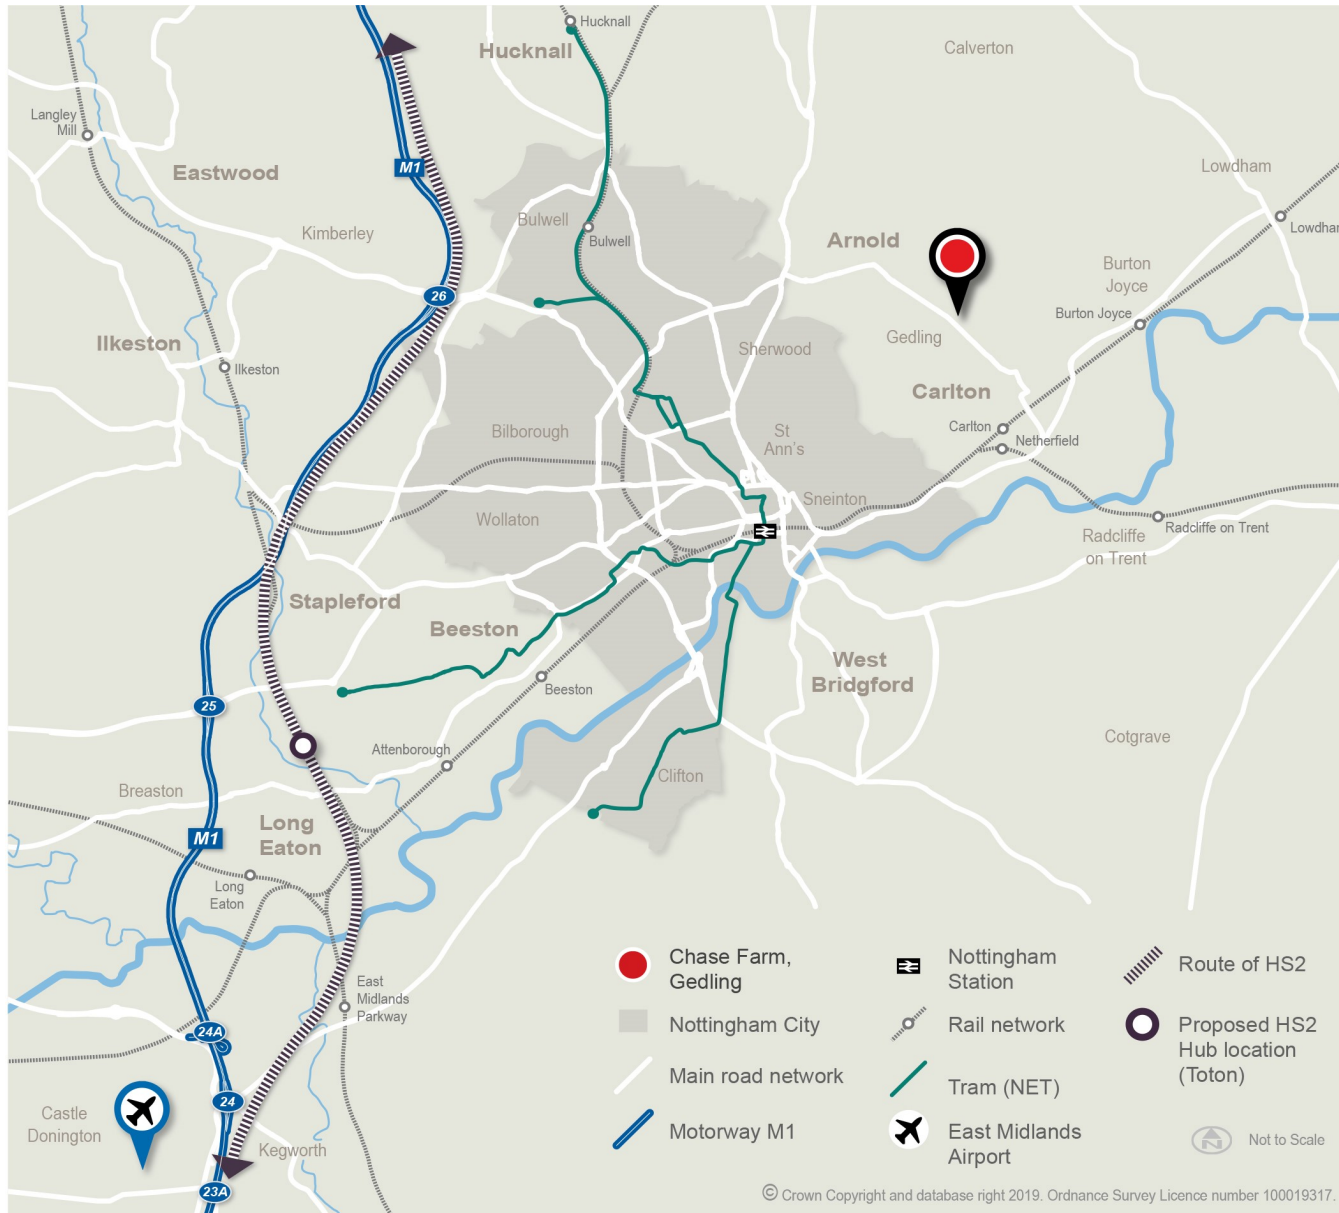 Hucknall
Hucknall
Calverton
Langley
Mill
Eastwood
M1
Lowdham
Lowdham
Bulwell
Bulwell
Kimberley
Arnold
Burton
Joyce
Burton Joyce
26
Ilkeston
Ilkeston
Sherwood
Gedling
Carlton
Carlton
Netherfield
Bilborough
St
Ann's
Sneinton
Wollaton
Radcliffe on Trent
Radcliffe
on Trent
Stapleford
Beeston
West
Bridgford
Beeston
25
Attenborough
Cotgrave
Clifton
Breaston
M1
Long
Eaton
Long
Eaton
East
Midlands
Parkway
24A
24
Castle
Donington
Kegworth
23A
Chase Farm,
Gedling
Nottingham City
Main road network
Motorway M1
Nottingham
Station
Rail network
Tram (NET)
East Midlands
Airport
Route of HS2
Proposed HS2
Hub location
(Toton)
N
Not to Scale
© Crown Copyright and database right 2019. Ordnance Survey Licence number 100019317.